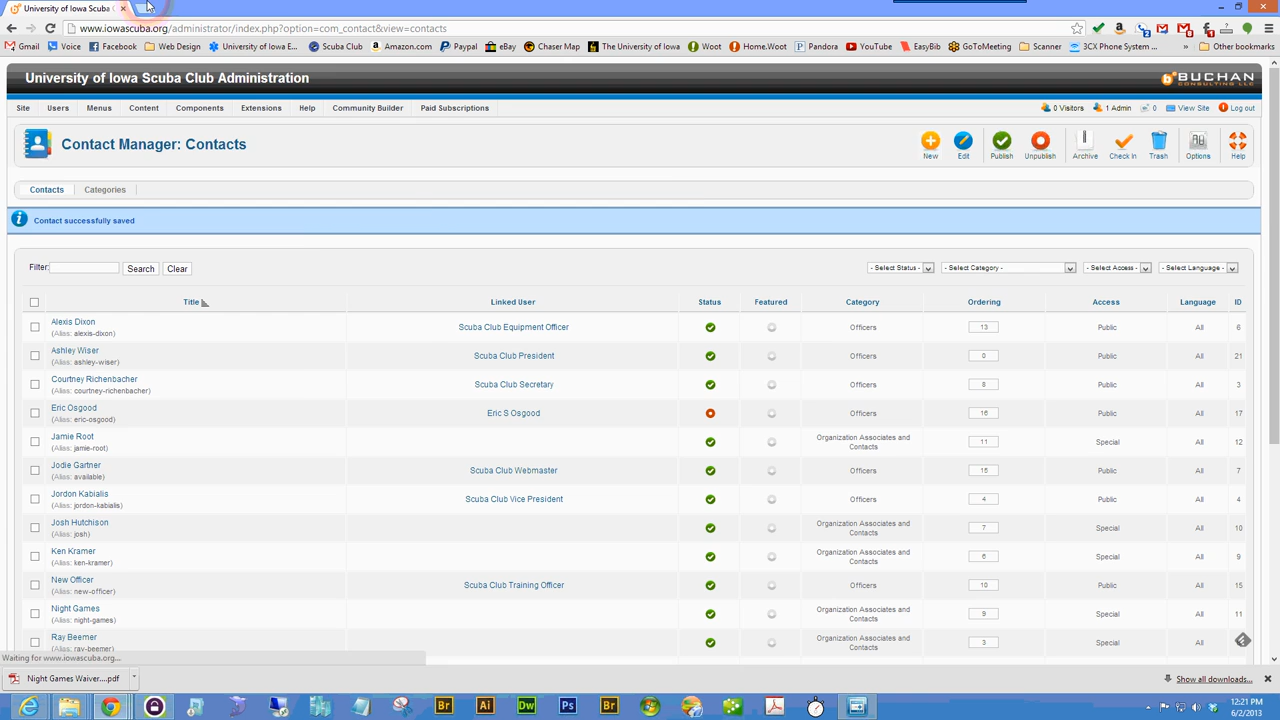 University of Iowa Scuba C
www.iowascuba.org/administrator/index.php?option=com_contact&view=contacts
Gmail Voice Facebook Web Design University of Iowa E... Scuba Club Amazon.com Paypal eBay Chaser Map The University of Iowa Woot Home.Woot Pandora YouTube EasyBib GoToMeeting Scanner 3CX Phone System ... » Other bookmarks
University of Iowa Scuba Club Administration
BUCHAN
CONSULTING LLC
Site Users Menus Content Components Extensions Help Community Builder Paid Subscriptions 0 Visitors 1 Admin 0 View Site Log out
Contact Manager: Contacts
New Edit Publish Unpublish Archive Check In Trash Options Help
Contacts Categories
Contact successfully saved
Filter: Search Clear - Select Status - - Select Category - - Select Access - - Select Language -
Title Linked User Status Featured Category Ordering Access Language ID
Alexis Dixon
(Alias: alexis-dixon)
Scuba Club Equipment Officer Officers 13 Public All 6
Ashley Wiser
(Alias: ashley-wiser)
Scuba Club President Officers 0 Public All 21
Courtney Richenbacher
(Alias: courtney-richenbacher)
Scuba Club Secretary Officers 8 Public All 3
Eric Osgood
(Alias: eric-osgood)
Eric S Osgood Officers 16 Public All 17
Jamie Root
(Alias: jamie-root)
Organization Associates and
Contacts
11 Special All 12
Jodie Gartner
(Alias: available)
Scuba Club Webmaster Officers 15 Public All 7
Jordon Kabialis
(Alias: jordon-kabialis)
Scuba Club Vice President Officers 4 Public All 4
Josh Hutchison
(Alias: josh)
Organization Associates and
Contacts
7 Special All 10
Ken Kramer
(Alias: ken-kramer)
Organization Associates and
Contacts
6 Special All 9
New Officer
(Alias: new-officer)
Scuba Club Training Officer Officers 10 Public All 15
Night Games
(Alias: night-games)
Organization Associates and
Contacts
9 Special All 11
Ray Beemer
(Alias: ray-beemer)
Organization Associates and
Contacts
3 Special All 8
Waiting for www.iowascuba.org...
Night Games Waiver....pdf
Show all downloads...
Br Ai Dw Ps Br
12:21 PM
6/2/2013